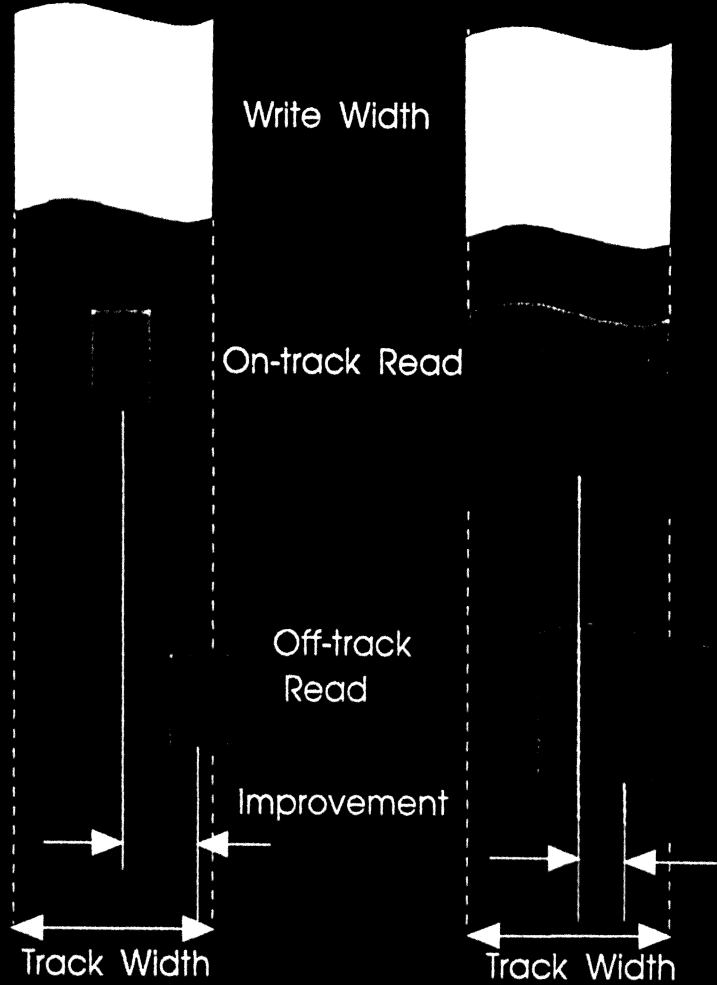 Write Width
On-track Read
Off-track
Read
Improvement
Track Width
Track Width